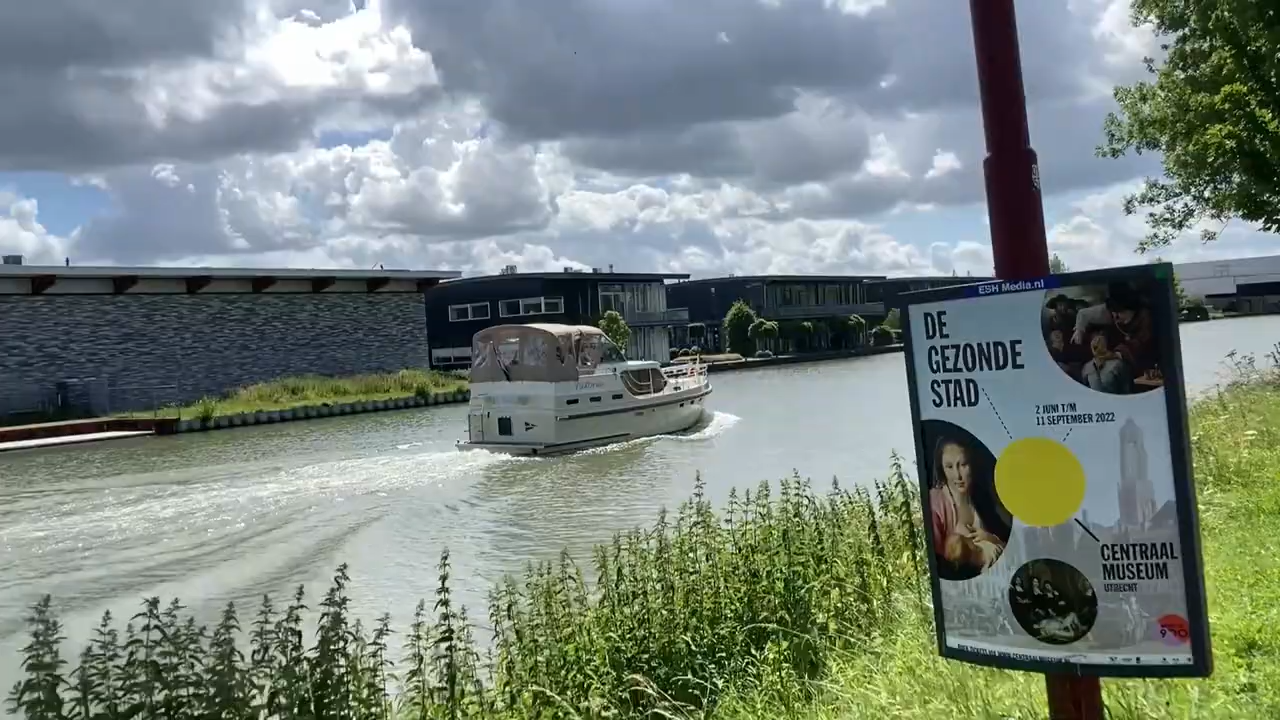 ESH Media.nl
DE
GEZONDE
STAD
2 JUNI T/M
11 SEPTEMBER 2022
CENTRAAL
MUSEUM
UTRECHT